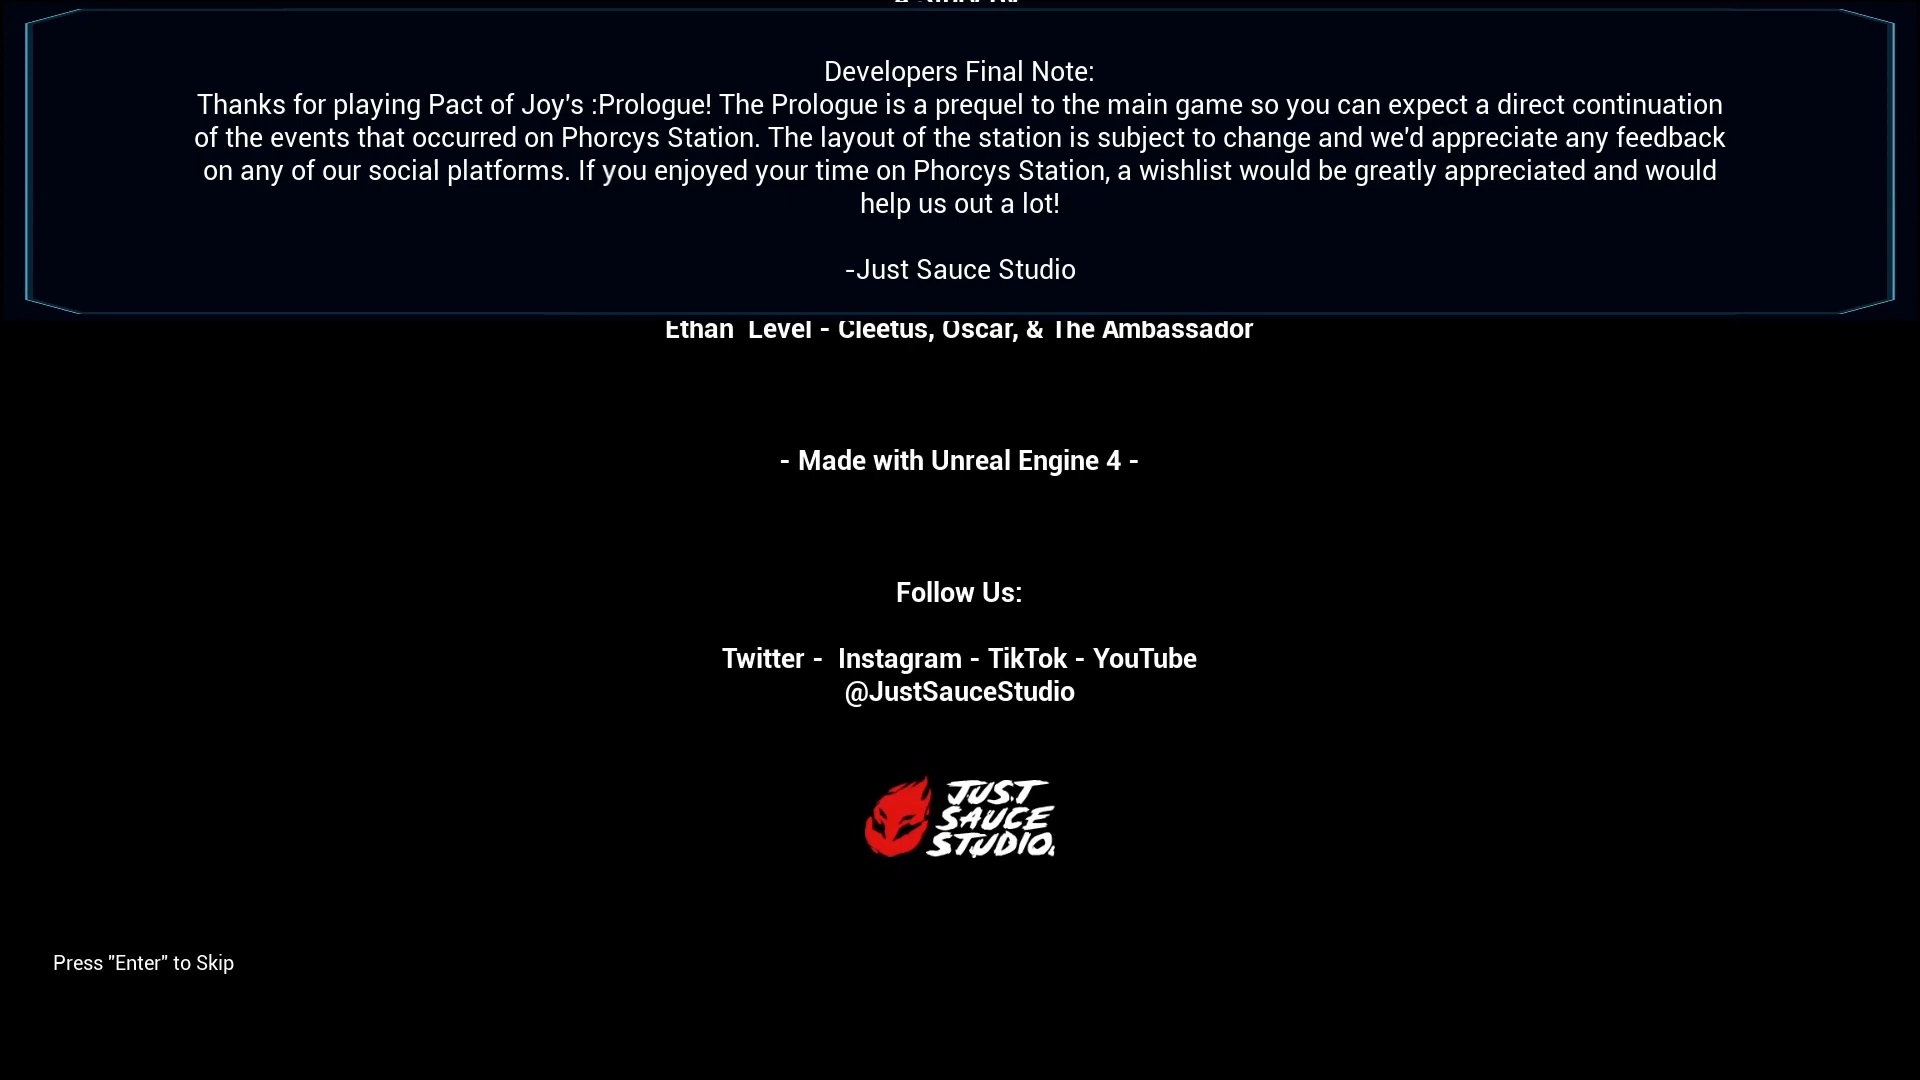 Developers Final Note:
Thanks for playing Pact of Joy's :Prologue! The Prologue is a prequel to the main game so you can expect a direct continuation
of the events that occurred on Phorcys Station. The layout of the station is subject to change and we'd appreciate any feedback
on any of our social platforms. If you enjoyed your time on Phorcys Station, a wishlist would be greatly appreciated and would
help us out a lot!
-Just Sauce Studio
Ethan  Level - Cleetus, Oscar, & The Ambassador
- Made with Unreal Engine 4 -
Follow Us:
Twitter -  Instagram - TikTok - YouTube
@JustSauceStudio
JUST
SAUCE
STUDIO.
Press "Enter" to Skip